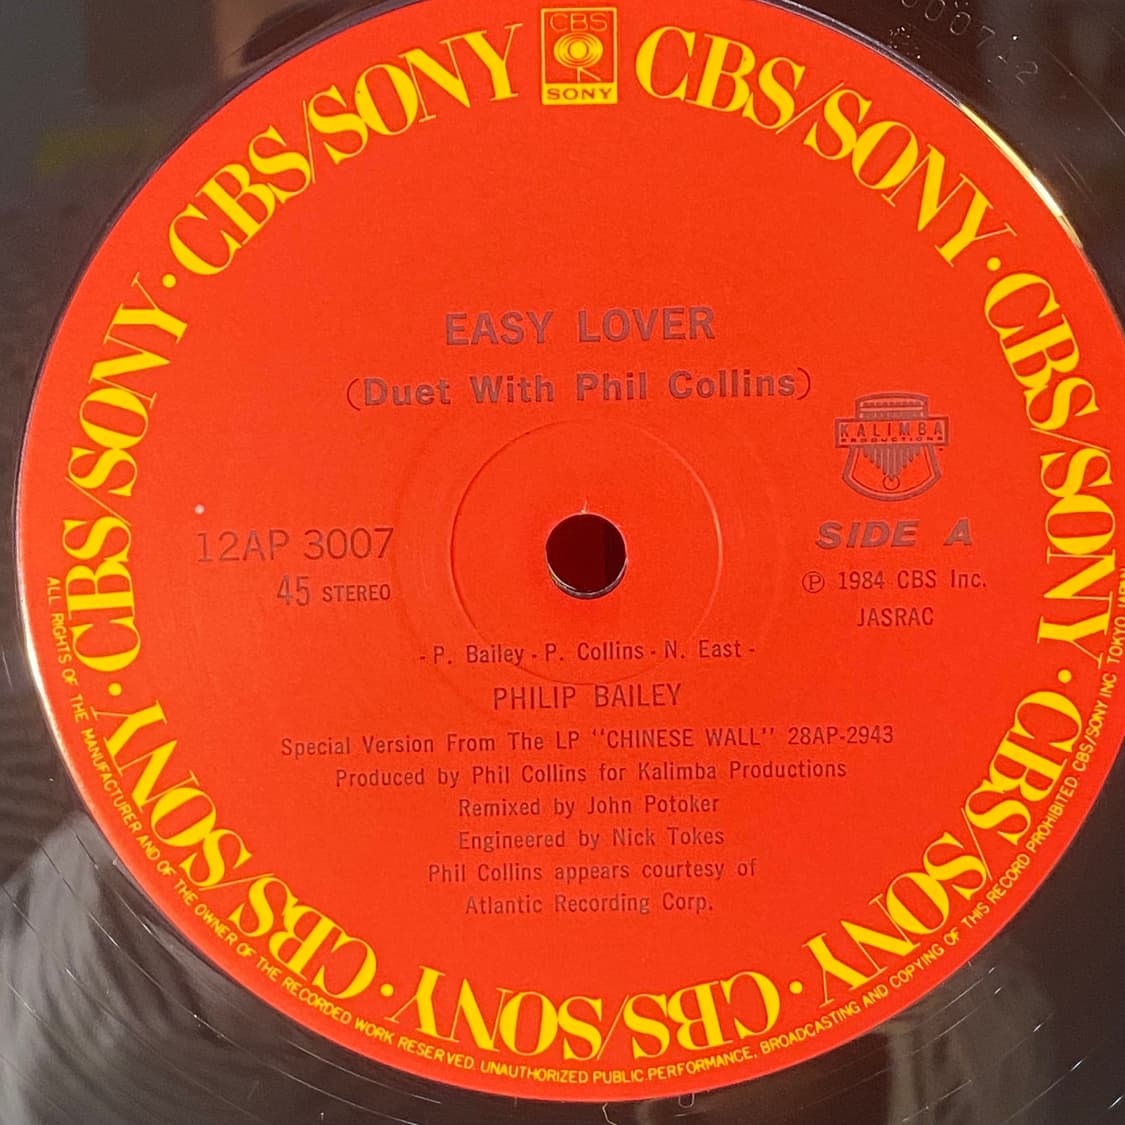 CBS
SONY
CBS/SONY · CBS/SONY · CBS/SONY · CBS/SONY · CBS/SONY · CBS/SONY · CBS/SONY · CBS/SONY
EASY LOVER
(Duet With Phil Collins)
KALIMBA
PRODUCTIONS
12AP 3007
45 STEREO
SIDE A
Ⓟ 1984 CBS Inc.
JASRAC
- P. Bailey - P. Collins - N. East -
PHILIP BAILEY
Special Version From The LP "CHINESE WALL" 28AP-2943
Produced by Phil Collins for Kalimba Productions
Remixed by John Potoker
Engineered by Nick Tokes
Phil Collins appears courtesy of
Atlantic Recording Corp.
ALL RIGHTS OF THE MANUFACTURER AND OF THE OWNER OF THE RECORDED WORK RESERVED. UNAUTHORIZED PUBLIC PERFORMANCE, BROADCASTING AND COPYING OF THIS RECORD PROHIBITED. CBS/SONY INC TOKYO JAPAN